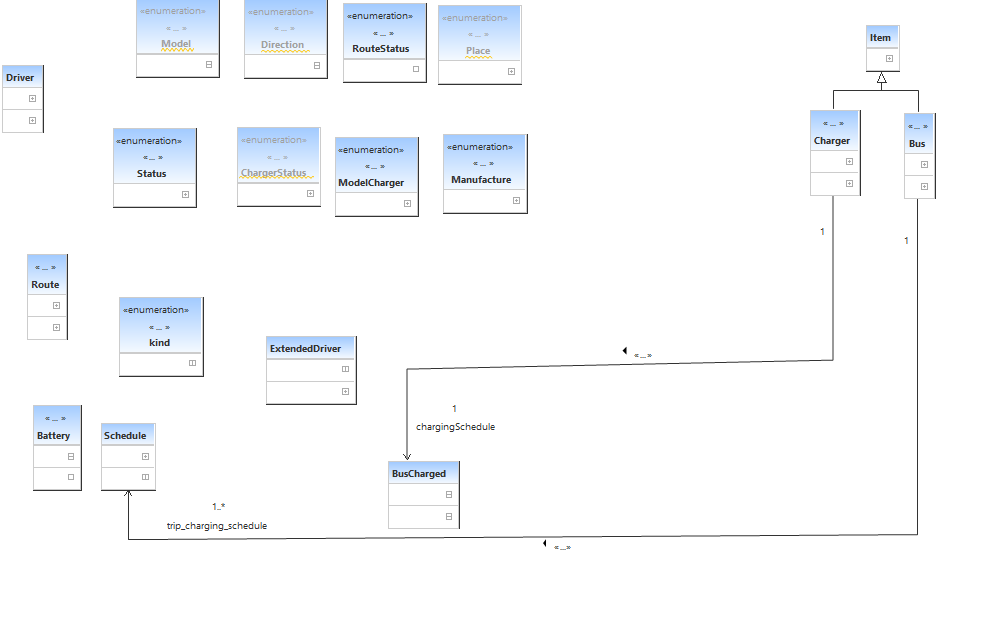 «enumeration»
« ... »
Model
«enumeration»
« ... »
Direction
«enumeration»
« ... »
RouteStatus
«enumeration»
« ... »
Place
Item
Driver
« ... »
Charger
« ... »
Bus
«enumeration»
« ... »
Status
«enumeration»
« ... »
ChargerStatus
«enumeration»
« ... »
ModelCharger
«enumeration»
« ... »
Manufacture
1
1
« ... »
Route
«enumeration»
« ... »
kind
ExtendedDriver
«...»
1
chargingSchedule
« ... »
Battery
Schedule
BusCharged
1..*
trip_charging_schedule
«...»